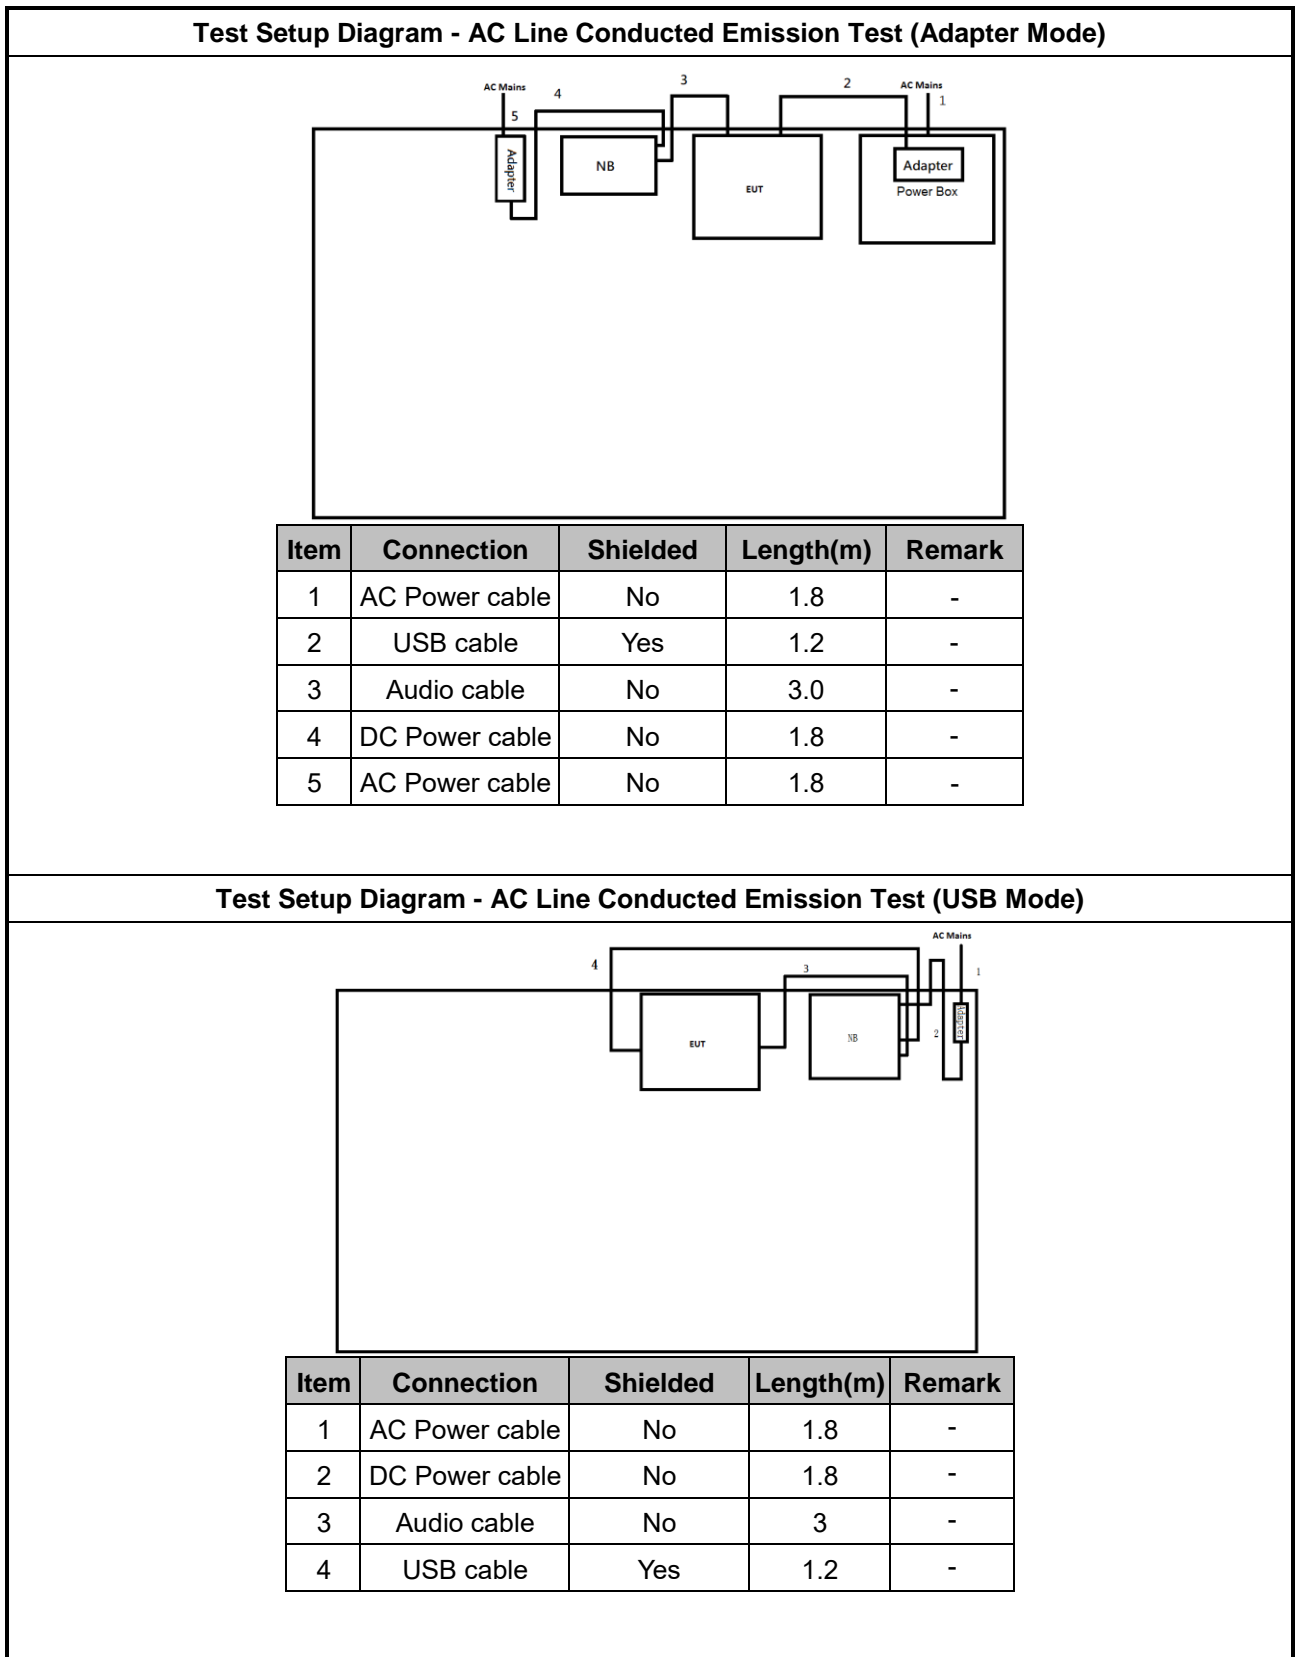 Test Setup Diagram - AC Line Conducted Emission Test (Adapter Mode)
AC Mains
4
3
2
AC Mains
1
5
Adapter
NB
EUT
Adapter
Power Box
Item Connection Shielded Length(m) Remark
1 AC Power cable No 1.8 -
2 USB cable Yes 1.2 -
3 Audio cable No 3.0 -
4 DC Power cable No 1.8 -
5 AC Power cable No 1.8 -
Test Setup Diagram - AC Line Conducted Emission Test (USB Mode)
AC Mains
4
3
1
EUT
NB
2
Adapter
Item Connection Shielded Length(m) Remark
1 AC Power cable No 1.8 -
2 DC Power cable No 1.8 -
3 Audio cable No 3 -
4 USB cable Yes 1.2 -